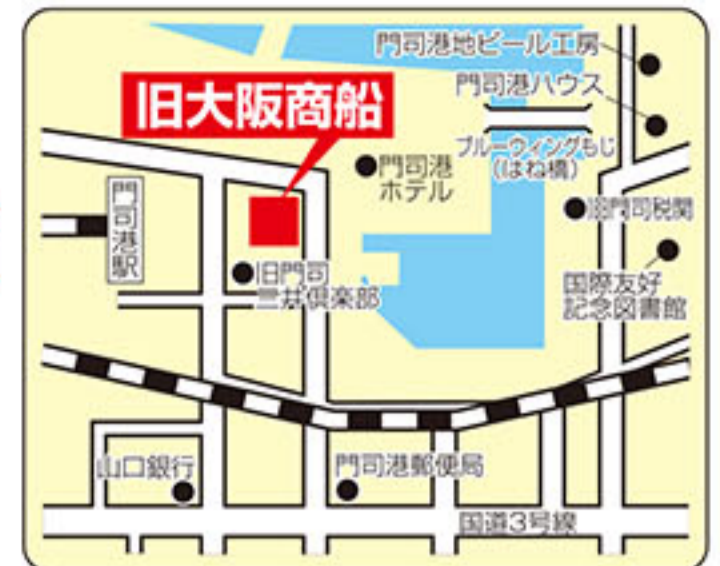 門司港地ビール工房
門司港ハウス
旧大阪商船
ブルーウィングもじ
(はね橋)
門司港
ホテル
門司港駅
旧門司税関
旧門司
三井倶楽部
国際友好
記念図書館
山口銀行
門司港郵便局
国道3号線